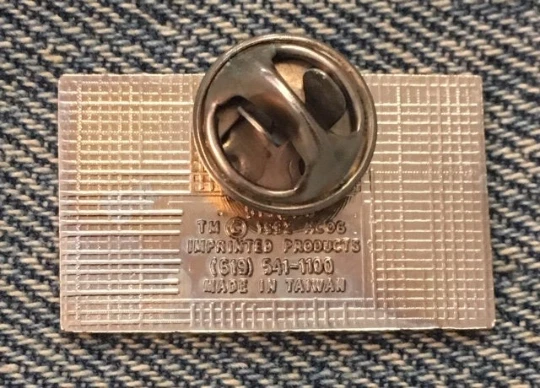 TM ©
IMPRINTED PRODUCTS
(619) 541-1100
MADE IN TAIWAN